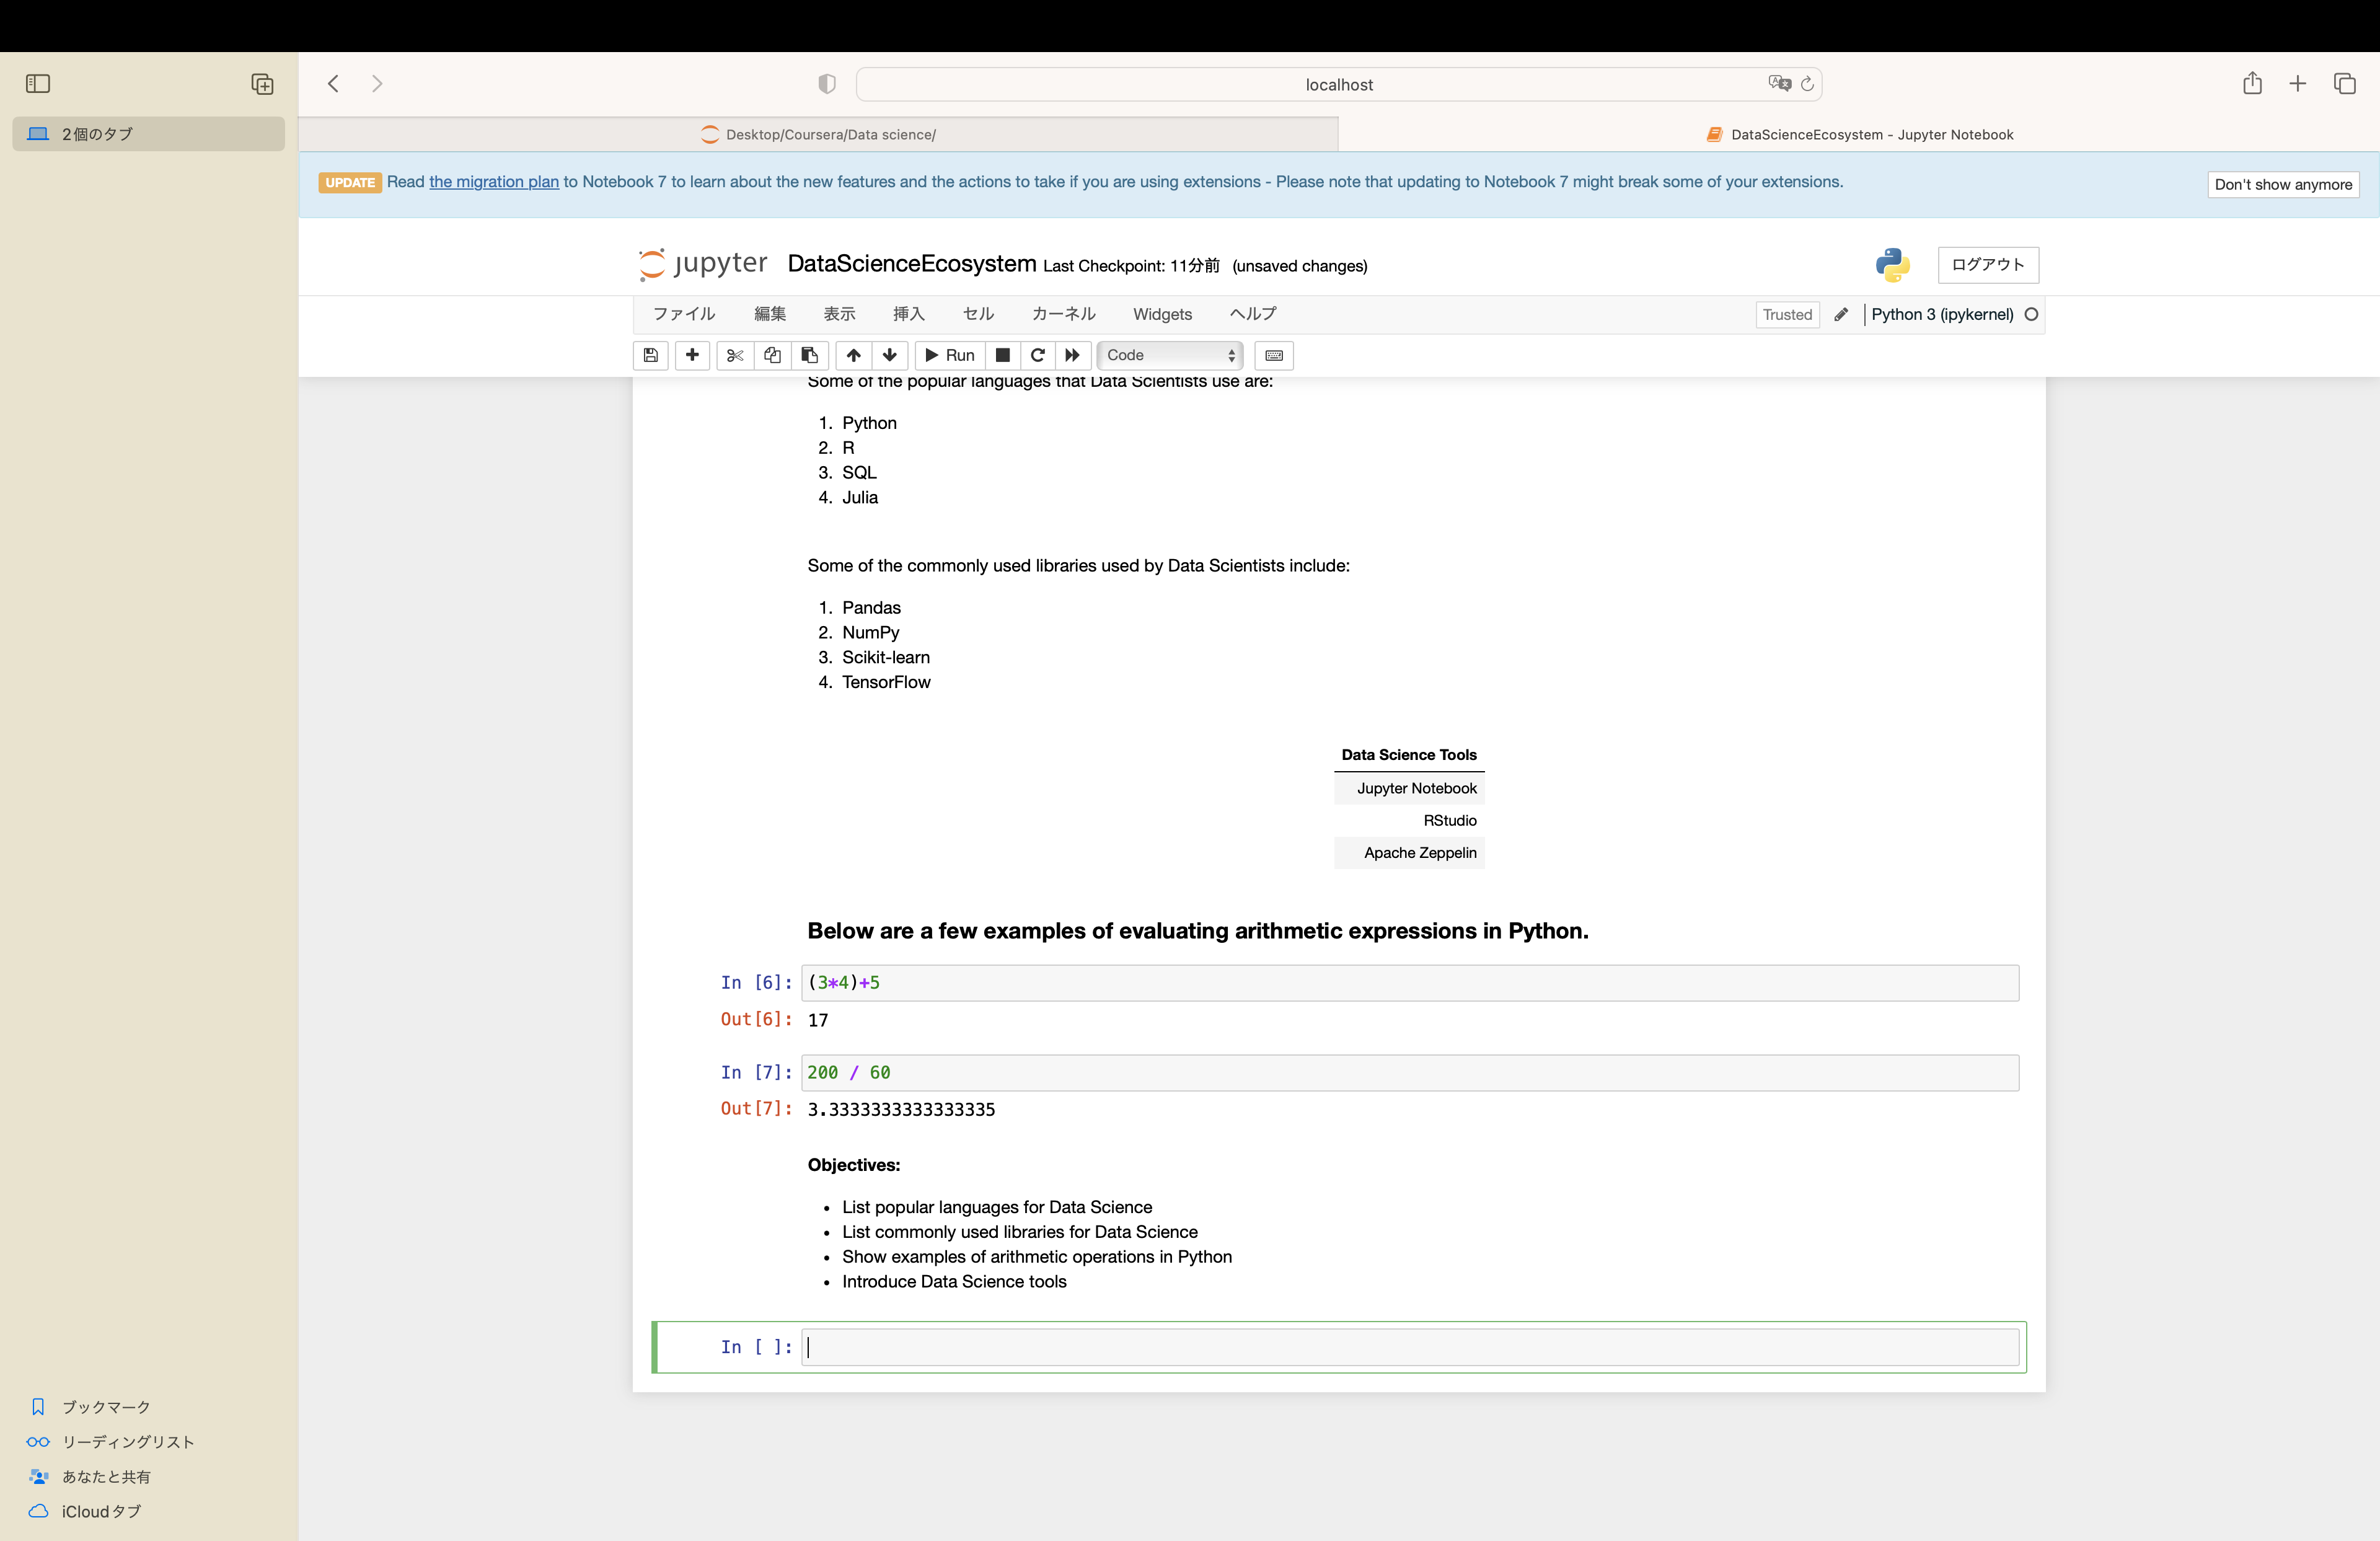 localhost
2個のタブ
Desktop/Coursera/Data science/
DataScienceEcosystem - Jupyter Notebook
UPDATE Read the migration plan to Notebook 7 to learn about the new features and the actions to take if you are using extensions - Please note that updating to Notebook 7 might break some of your extensions.
Don't show anymore
jupyter DataScienceEcosystem Last Checkpoint: 11分前 (unsaved changes)
ログアウト
ファイル 編集 表示 挿入 セル カーネル Widgets ヘルプ
Trusted Python 3 (ipykernel)
Run Code
Some of the popular languages that Data Scientists use are:
1. Python
2. R
3. SQL
4. Julia
Some of the commonly used libraries used by Data Scientists include:
1. Pandas
2. NumPy
3. Scikit-learn
4. TensorFlow
Data Science Tools
Jupyter Notebook
RStudio
Apache Zeppelin
Below are a few examples of evaluating arithmetic expressions in Python.
In [6]: (3*4)+5
Out[6]: 17
In [7]: 200 / 60
Out[7]: 3.3333333333333335
Objectives:
• List popular languages for Data Science
• List commonly used libraries for Data Science
• Show examples of arithmetic operations in Python
• Introduce Data Science tools
In [ ]:
ブックマーク
リーディングリスト
あなたと共有
iCloudタブ